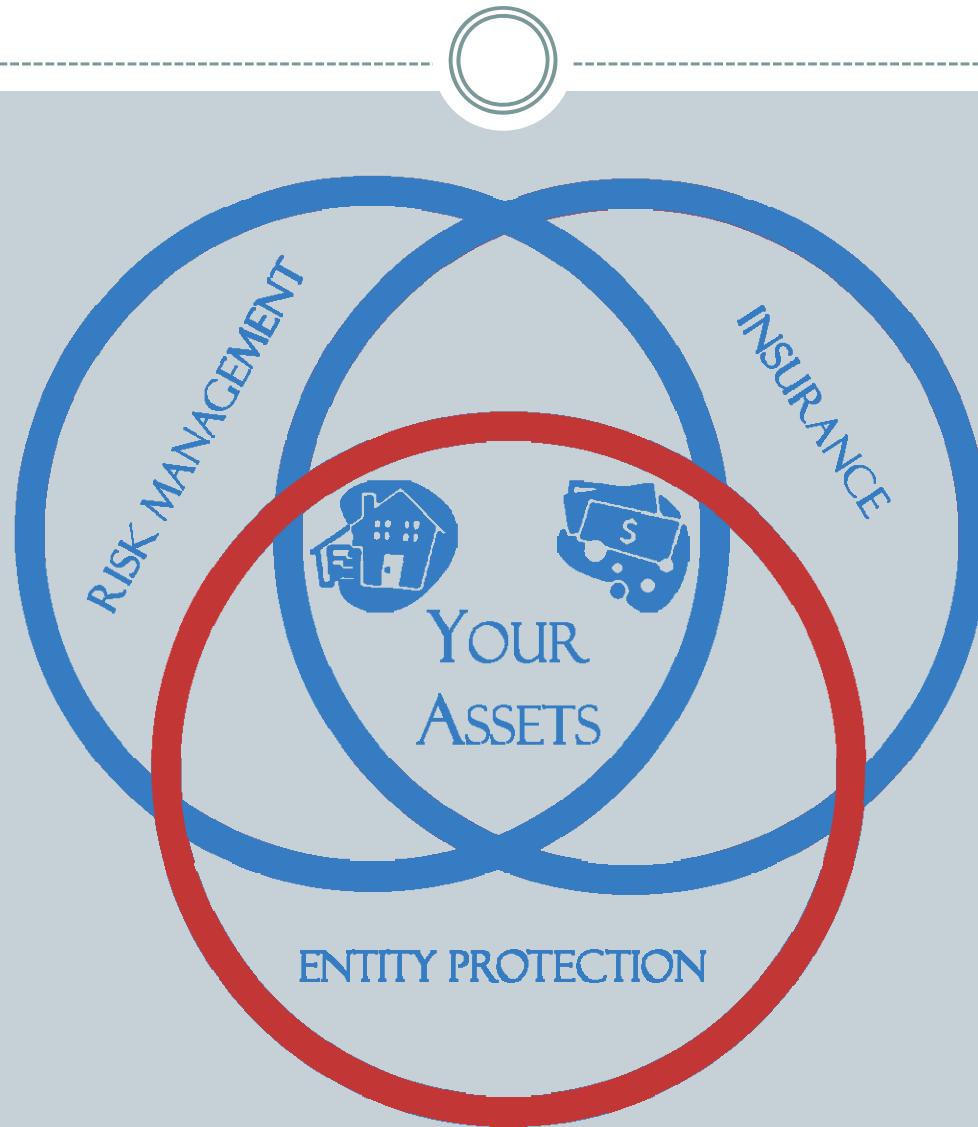 RISK MANAGEMENT
INSURANCE
$
YOUR
ASSETS
ENTITY PROTECTION